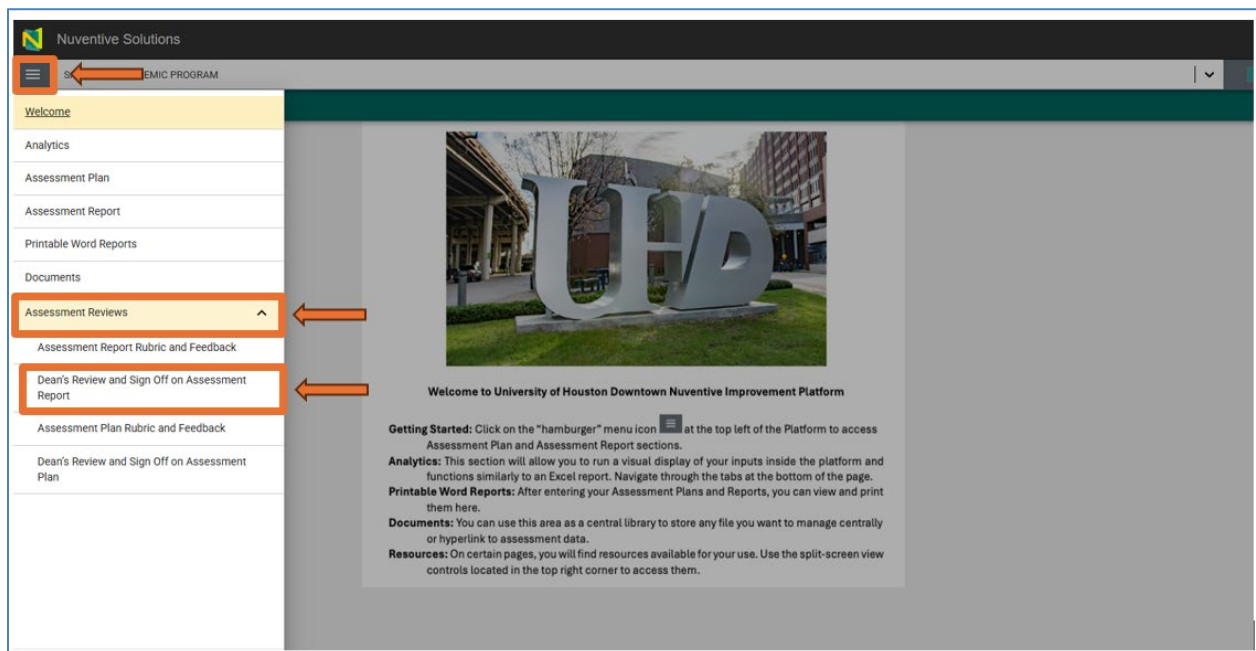 Nuventive Solutions
EMIC PROGRAM
Welcome
Analytics
Assessment Plan
Assessment Report
Printable Word Reports
Documents
Assessment Reviews
Assessment Report Rubric and Feedback
Dean's Review and Sign Off on Assessment
Report
Assessment Plan Rubric and Feedback
Dean's Review and Sign Off on Assessment
Plan
UHD
Welcome to University of Houston Downtown Nuventive Improvement Platform
Getting Started: Click on the "hamburger" menu icon at the top left of the Platform to access
Assessment Plan and Assessment Report sections.
Analytics: This section will allow you to run a visual display of your inputs inside the platform and
functions similarly to an Excel report. Navigate through the tabs at the bottom of the page.
Printable Word Reports: After entering your Assessment Plans and Reports, you can view and print
them here.
Documents: You can use this area as a central library to store any file you want to manage centrally
or hyperlink to assessment data.
Resources: On certain pages, you will find resources available for your use. Use the split-screen view
controls located in the top right corner to access them.